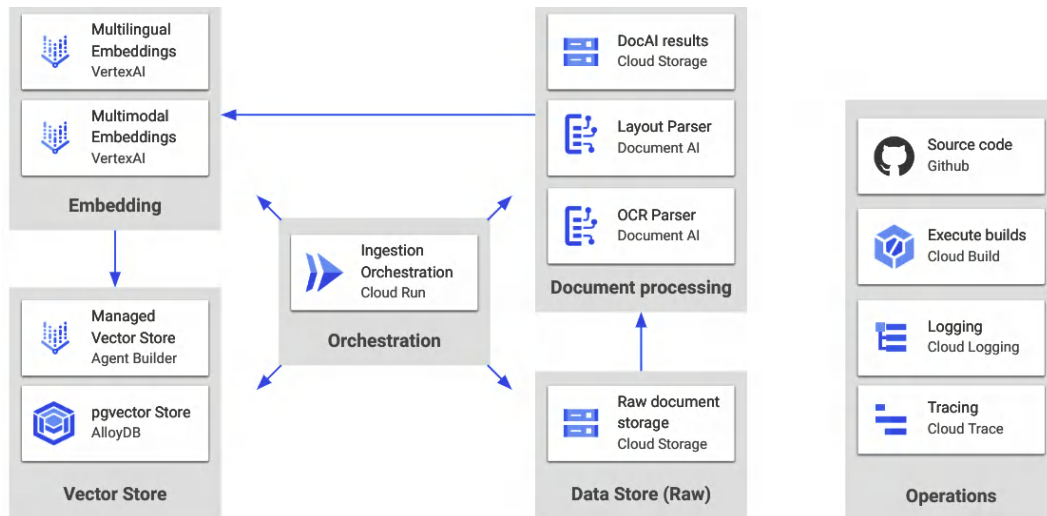 Multilingual
Embeddings
VertexAI
Multimodal
Embeddings
VertexAI
Embedding
Managed
Vector Store
Agent Builder
pgvector Store
AlloyDB
Vector Store
Ingestion
Orchestration
Cloud Run
Orchestration
DocAI results
Cloud Storage
Layout Parser
Document AI
OCR Parser
Document AI
Document processing
Raw document
storage
Cloud Storage
Data Store (Raw)
Source code
Github
Execute builds
Cloud Build
Logging
Cloud Logging
Tracing
Cloud Trace
Operations